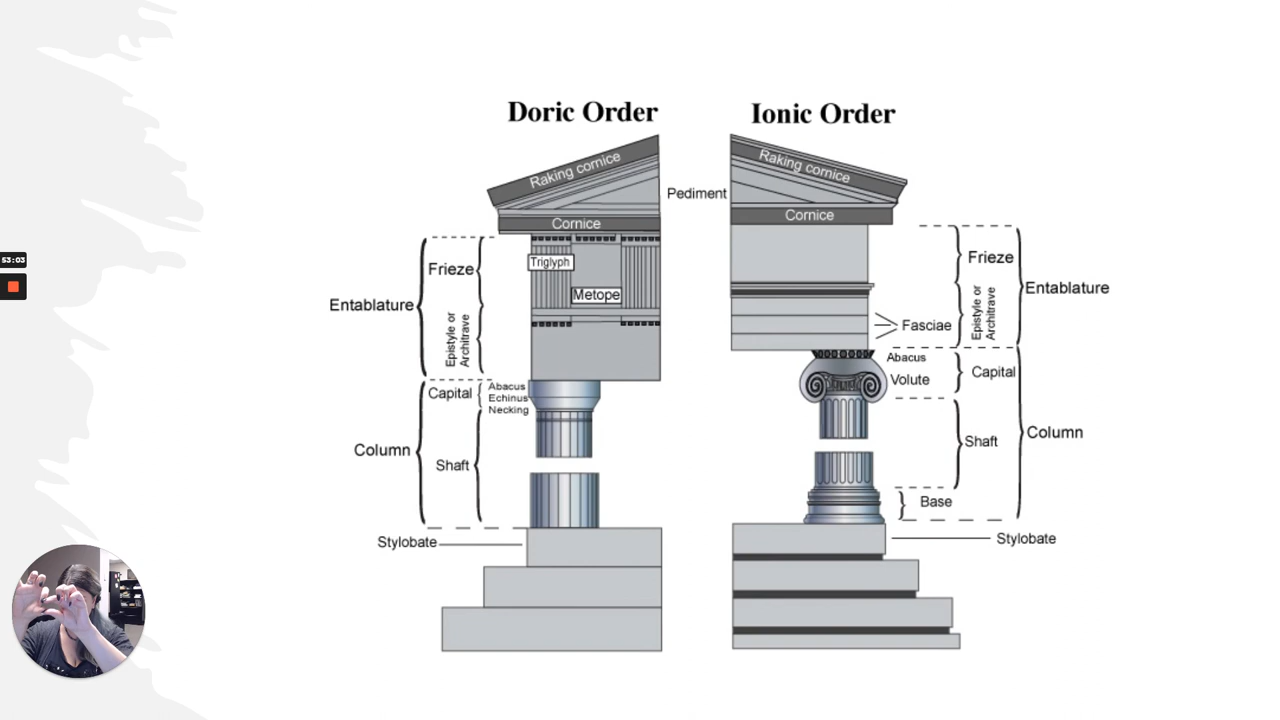 Doric Order
Ionic Order
Raking cornice
Raking cornice
Pediment
Cornice
Cornice
Triglyph
Frieze
Metope
Entablature
Epistyle or
Architrave
Frieze
Entablature
Epistyle or
Architrave
Fasciae
Capital
Abacus
Echinus
Necking
Abacus
Volute
Capital
Column
Shaft
Shaft
Column
Base
Stylobate
Stylobate
53:03